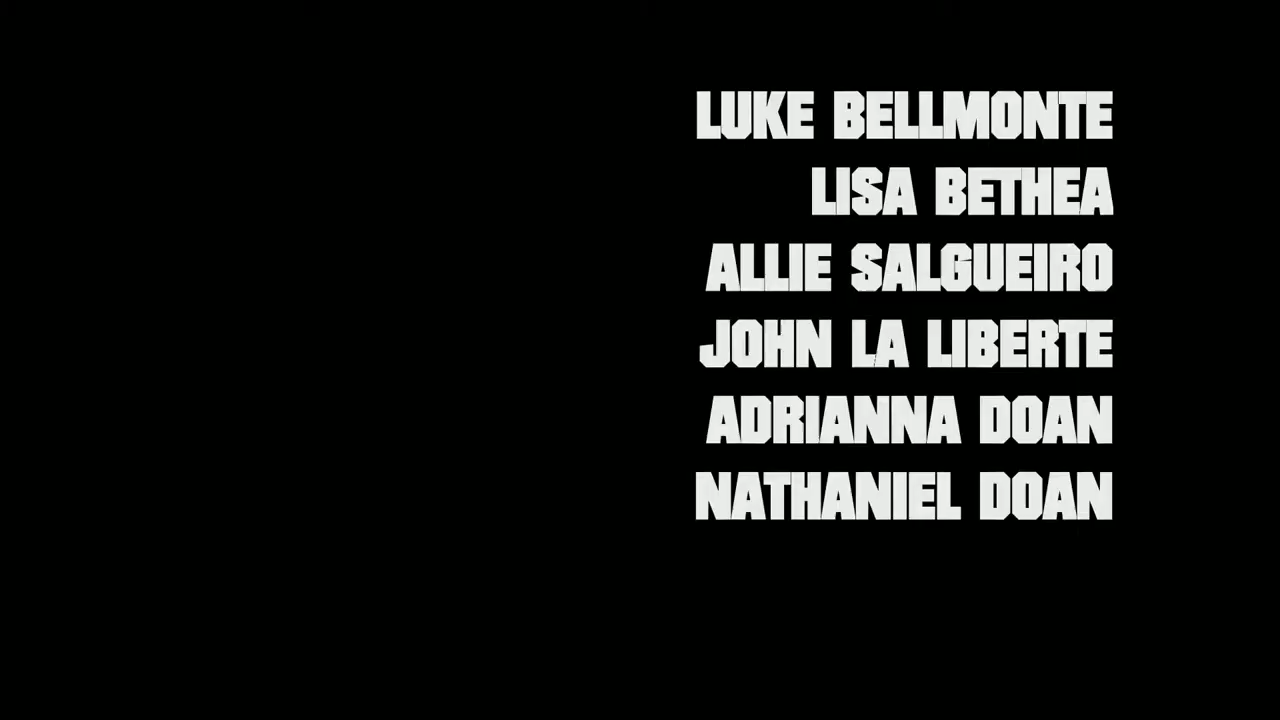 LUKE BELLMONTE
LISA BETHEA
ALLIE SALGUEIRO
JOHN LA LIBERTE
ADRIANNA DOAN
NATHANIEL DOAN